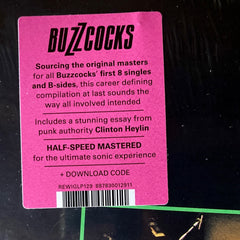 BUZZCOCKS
Sourcing the original masters
for all Buzzcocks' first 8 singles
and B-sides, this career defining
compilation at last sounds the
way all involved intended
Includes a stunning essay from
punk authority Clinton Heylin
HALF-SPEED MASTERED
for the ultimate sonic experience
+ DOWNLOAD CODE
REWIGLP129 887830012911